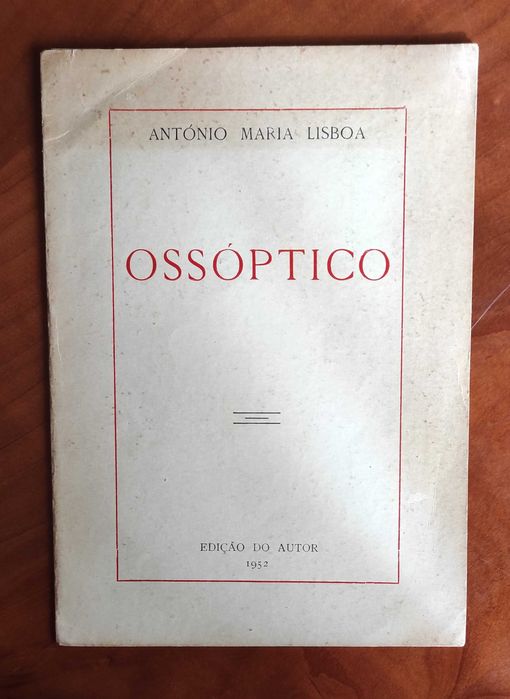 ANTÓNIO MARIA LISBOA
OSSÓPTICO
EDIÇÃO DO AUTOR
1952